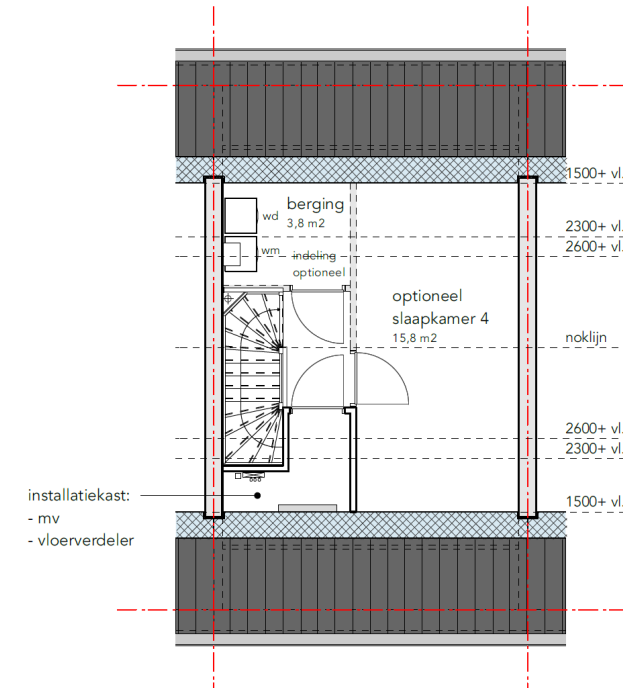 1500+ vl.
berging
3,8 m2
wd
2300+ vl.
2600+ vl.
wm
indeling
optioneel
optioneel
slaapkamer 4
15,8 m2
noklijn
2600+ vl.
2300+ vl.
installatiekast:
- mv
- vloerverdeler
1500+ vl.